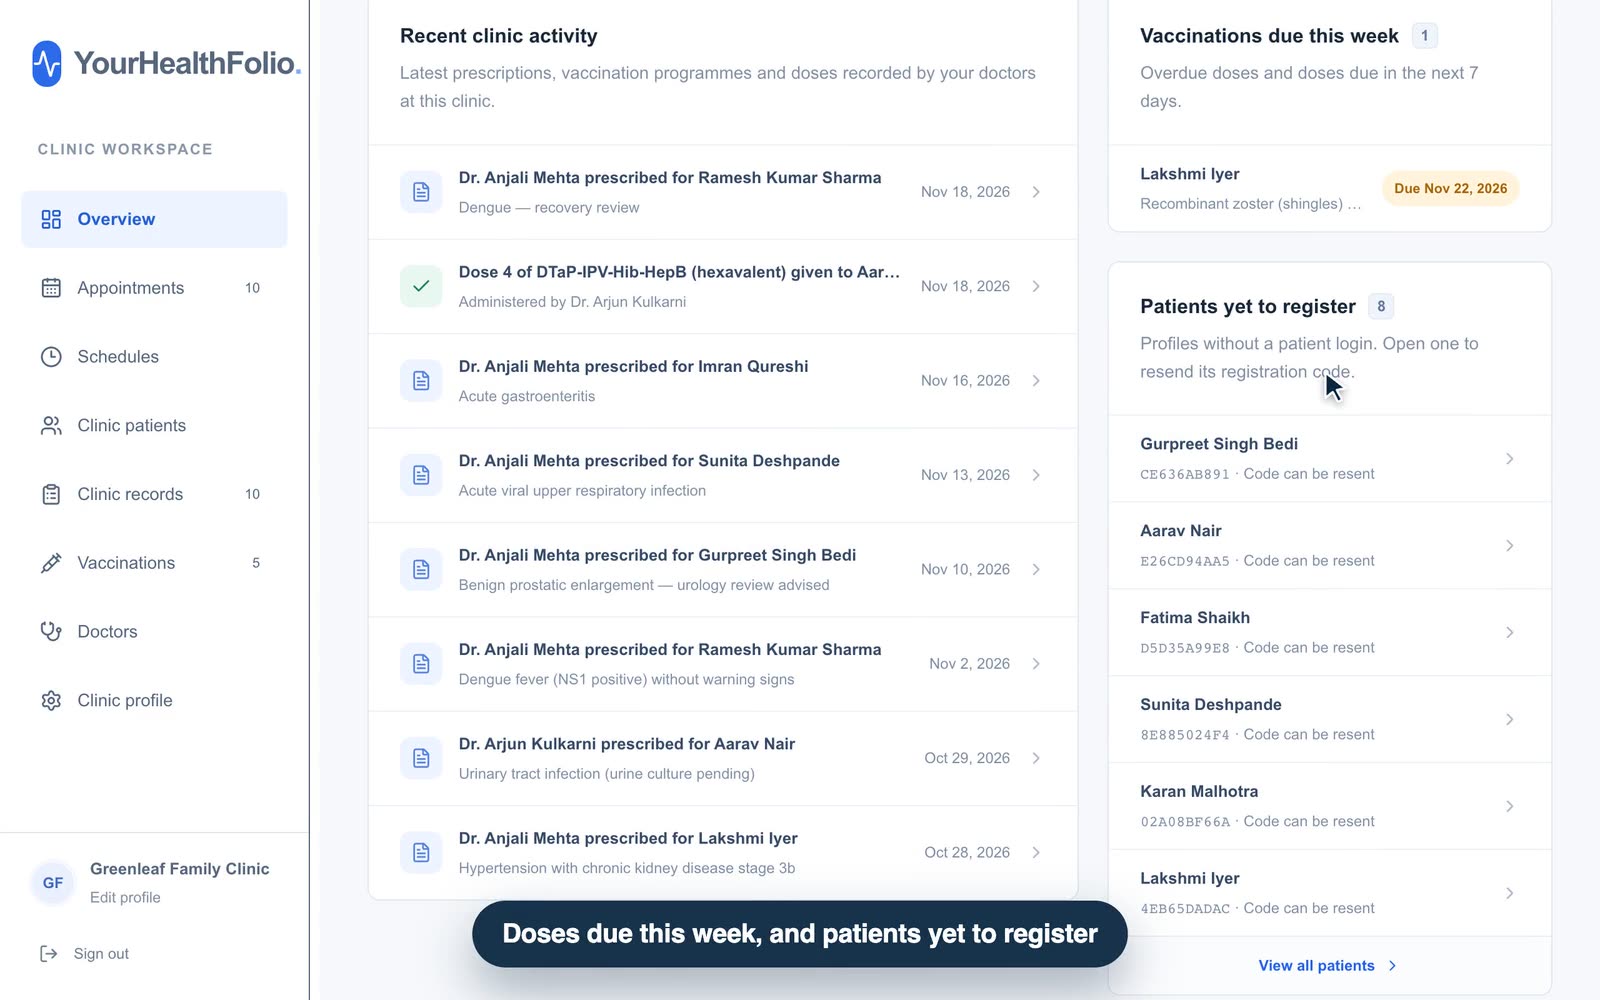 YourHealthFolio.
CLINIC WORKSPACE
Overview
Appointments 10
Schedules
Clinic patients
Clinic records 10
Vaccinations 5
Doctors
Clinic profile
GF
Greenleaf Family Clinic
Edit profile
Sign out
Recent clinic activity
Latest prescriptions, vaccination programmes and doses recorded by your doctors
at this clinic.
Dr. Anjali Mehta prescribed for Ramesh Kumar Sharma
Dengue — recovery review
Nov 18, 2026
Dose 4 of DTaP-IPV-Hib-HepB (hexavalent) given to Aar…
Administered by Dr. Arjun Kulkarni
Nov 18, 2026
Dr. Anjali Mehta prescribed for Imran Qureshi
Acute gastroenteritis
Nov 16, 2026
Dr. Anjali Mehta prescribed for Sunita Deshpande
Acute viral upper respiratory infection
Nov 13, 2026
Dr. Anjali Mehta prescribed for Gurpreet Singh Bedi
Benign prostatic enlargement — urology review advised
Nov 10, 2026
Dr. Anjali Mehta prescribed for Ramesh Kumar Sharma
Dengue fever (NS1 positive) without warning signs
Nov 2, 2026
Dr. Arjun Kulkarni prescribed for Aarav Nair
Urinary tract infection (urine culture pending)
Oct 29, 2026
Dr. Anjali Mehta prescribed for Lakshmi Iyer
Hypertension with chronic kidney disease stage 3b
Oct 28, 2026
Vaccinations due this week 1
Overdue doses and doses due in the next 7
days.
Lakshmi Iyer
Recombinant zoster (shingles) …
Due Nov 22, 2026
Patients yet to register 8
Profiles without a patient login. Open one to
resend its registration code.
Gurpreet Singh Bedi
CE636AB891 · Code can be resent
Aarav Nair
E26CD94AA5 · Code can be resent
Fatima Shaikh
D5D35A99E8 · Code can be resent
Sunita Deshpande
8E885024F4 · Code can be resent
Karan Malhotra
02A08BF66A · Code can be resent
Lakshmi Iyer
4EB65DADAC · Code can be resent
View all patients
Doses due this week, and patients yet to register